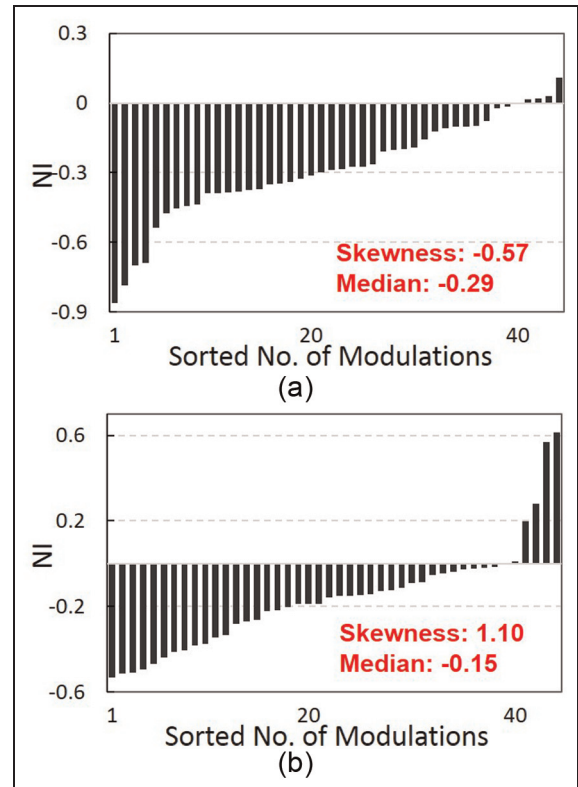 0.3
0
-0.3
-0.6
-0.9
NI
Skewness: -0.57
Median: -0.29
1
20
40
Sorted No. of Modulations
(a)
0.6
0.2
-0.2
-0.6
NI
Skewness: 1.10
Median: -0.15
1
20
40
Sorted No. of Modulations
(b)